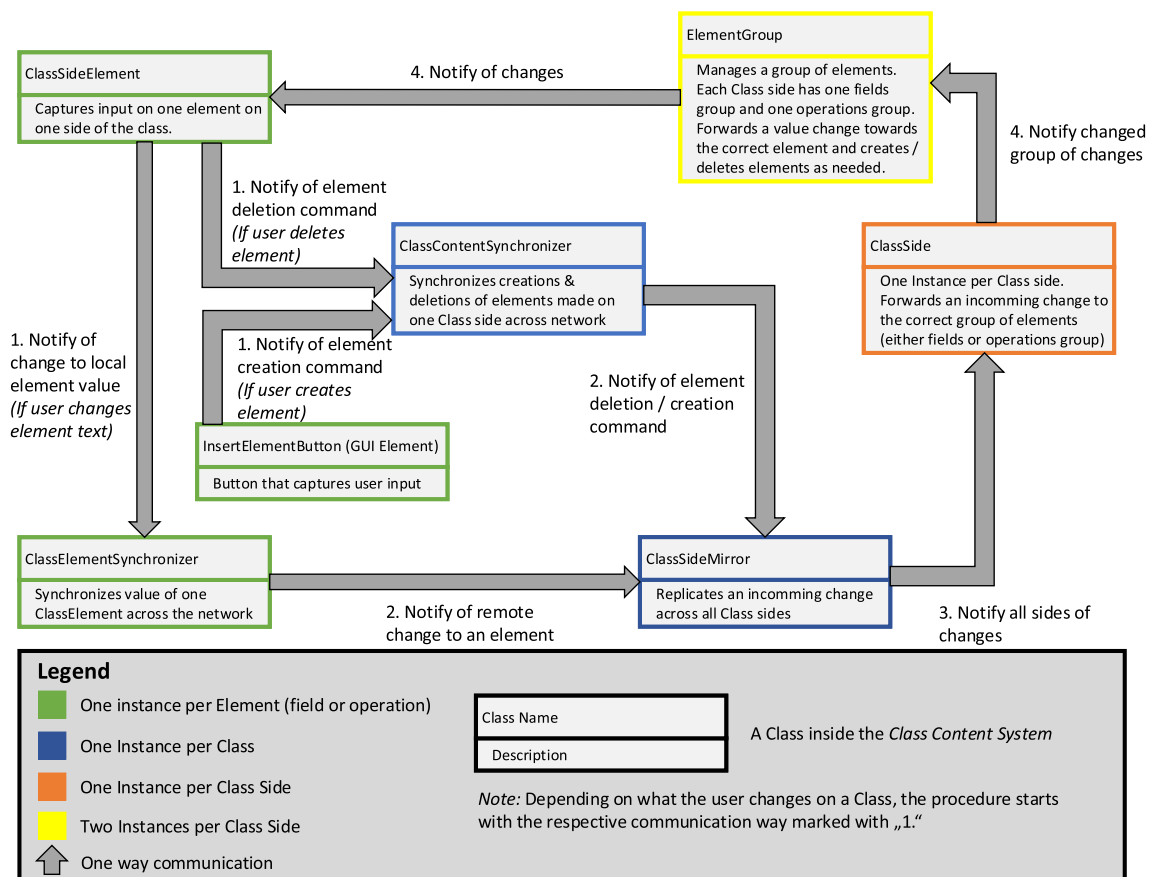 ElementGroup
Manages a group of elements.
Each Class side has one fields
group and one operations group.
Forwards a value change towards
the correct element and creates /
deletes elements as needed.
ClassSideElement
Captures input on one element on
one side of the class.
4. Notify of changes
4. Notify changed
group of changes
1. Notify of element
deletion command
(If user deletes
element)
ClassContentSynchronizer
Synchronizes creations &
deletions of elements made on
one Class side across network
ClassSide
One Instance per Class side.
Forwards an incomming change to
the correct group of elements
(either fields or operations group)
1. Notify of
change to local
element value
(If user changes
element text)
1. Notify of element
creation command
(If user creates
element)
2. Notify of element
deletion / creation
command
InsertElementButton (GUI Element)
Button that captures user input
ClassElementSynchronizer
Synchronizes value of one
ClassElement across the network
2. Notify of remote
change to an element
ClassSideMirror
Replicates an incomming change
across all Class sides
3. Notify all sides of
changes
Legend
One instance per Element (field or operation)
One Instance per Class
One Instance per Class Side
Two Instances per Class Side
One way communication
Class Name
Description
A Class inside the Class Content System
Note: Depending on what the user changes on a Class, the procedure starts
with the respective communication way marked with „1.“